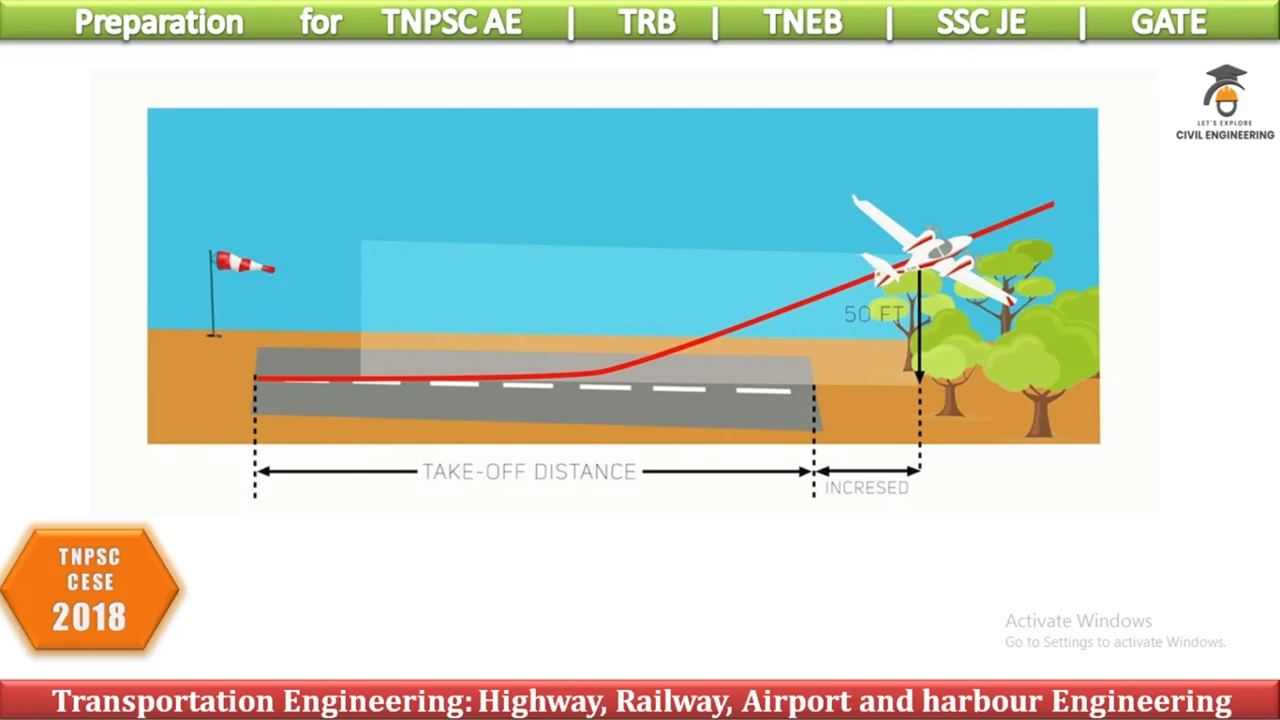 Preparation for TNPSC AE | TRB | TNEB | SSC JE | GATE
LET'S EXPLORE
CIVIL ENGINEERING
50 FT
TAKE-OFF DISTANCE
INCRESED
TNPSC
CESE
2018
Activate Windows
Go to Settings to activate Windows.
Transportation Engineering: Highway, Railway, Airport and harbour Engineering